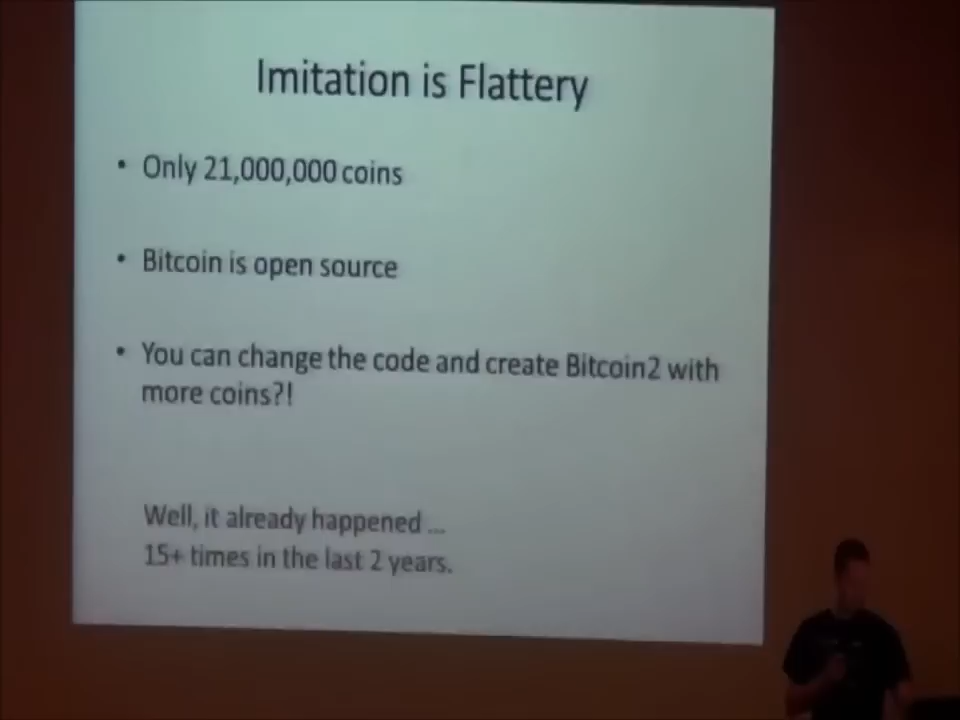 Imitation is Flattery
• Only 21,000,000 coins
• Bitcoin is open source
• You can change the code and create Bitcoin2 with
more coins?!
Well, it already happened ...
15+ times in the last 2 years.